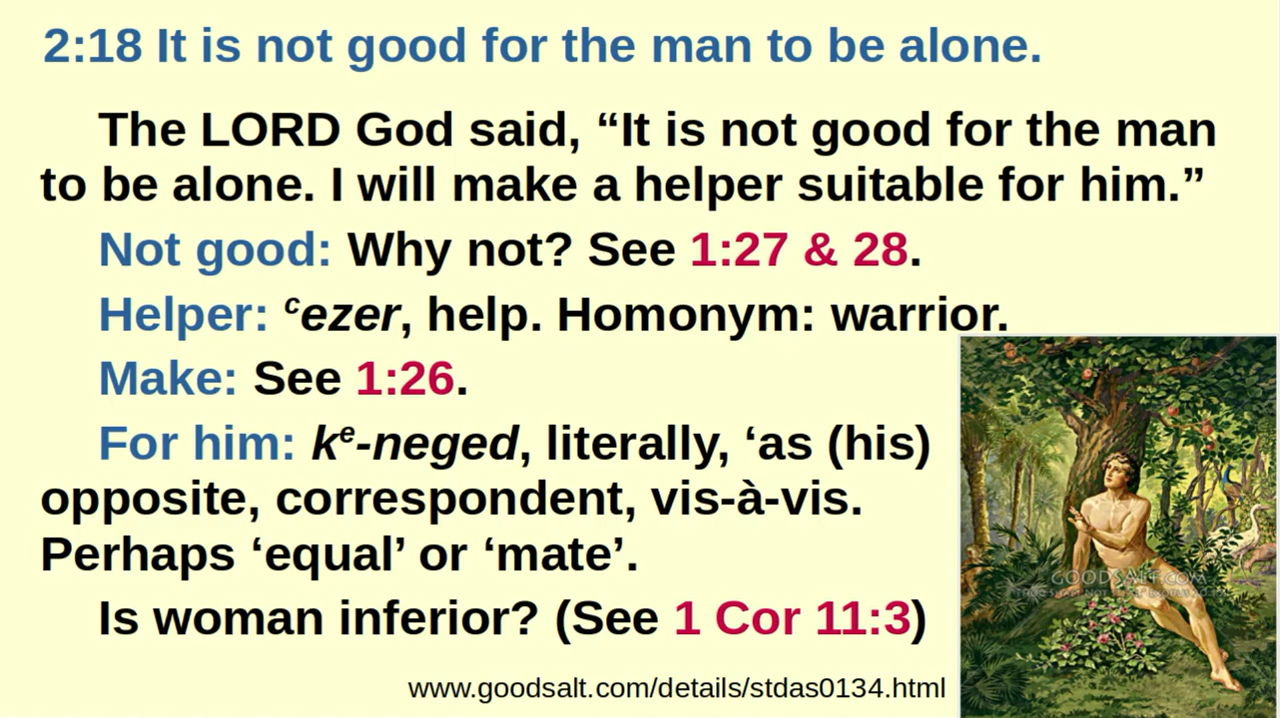 2:18 It is not good for the man to be alone.
The LORD God said, “It is not good for the man
to be alone. I will make a helper suitable for him.”
Not good: Why not? See 1:27 & 28.
Helper: ᶜezer, help. Homonym: warrior.
Make: See 1:26.
For him: kᵉ-neged, literally, ‘as (his)
opposite, correspondent, vis-à-vis.
Perhaps ‘equal’ or ‘mate’.
GOODSALT.COM
Is woman inferior? (See 1 Cor 11:3)
www.goodsalt.com/details/stdas0134.html